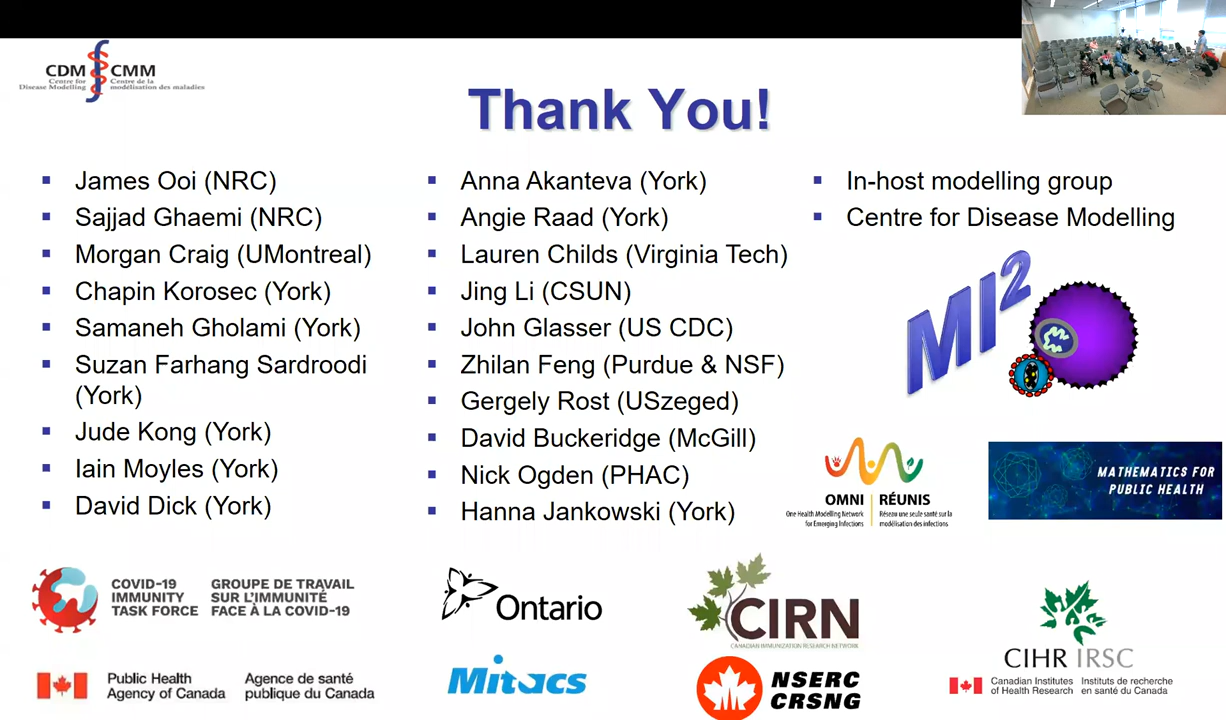 CDM CMM
Centre for Disease Modelling
Centre de la modélisation des maladies
Thank You!
James Ooi (NRC)
Sajjad Ghaemi (NRC)
Morgan Craig (UMontreal)
Chapin Korosec (York)
Samaneh Gholami (York)
Suzan Farhang Sardroodi
(York)
Jude Kong (York)
Iain Moyles (York)
David Dick (York)
Anna Akanteva (York)
Angie Raad (York)
Lauren Childs (Virginia Tech)
Jing Li (CSUN)
John Glasser (US CDC)
Zhilan Feng (Purdue & NSF)
Gergely Rost (USzeged)
David Buckeridge (McGill)
Nick Ogden (PHAC)
Hanna Jankowski (York)
In-host modelling group
Centre for Disease Modelling
MI²
OMNI
One Health Modelling Network
for Emerging Infections
RÉUNIS
Réseau une seule santé sur la
modélisation des infections
MATHEMATICS FOR
PUBLIC HEALTH
COVID-19
IMMUNITY
TASK FORCE
GROUPE DE TRAVAIL
SUR L'IMMUNITÉ
FACE À LA COVID-19
Ontario
CIRN
CANADIAN IMMUNIZATION RESEARCH NETWORK
CIHR IRSC
Canadian Institutes
of Health Research
Instituts de recherche
en santé du Canada
Public Health
Agency of Canada
Agence de santé
publique du Canada
Mitacs
NSERC
CRSNG